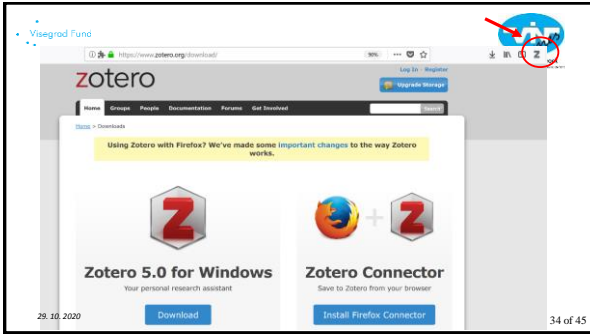 Visegrad Fund
https://www.zotero.org/download/
90%
Z
zotero
Log In · Register
Upgrade Storage
Home Groups People Documentation Forums Get Involved
Search
Home > Downloads
Using Zotero with Firefox? We've made some important changes to the way Zotero
works.
Z
Z
Zotero 5.0 for Windows
Your personal research assistant
Download
Zotero Connector
Save to Zotero from your browser
Install Firefox Connector
29. 10. 2020
34 of 45